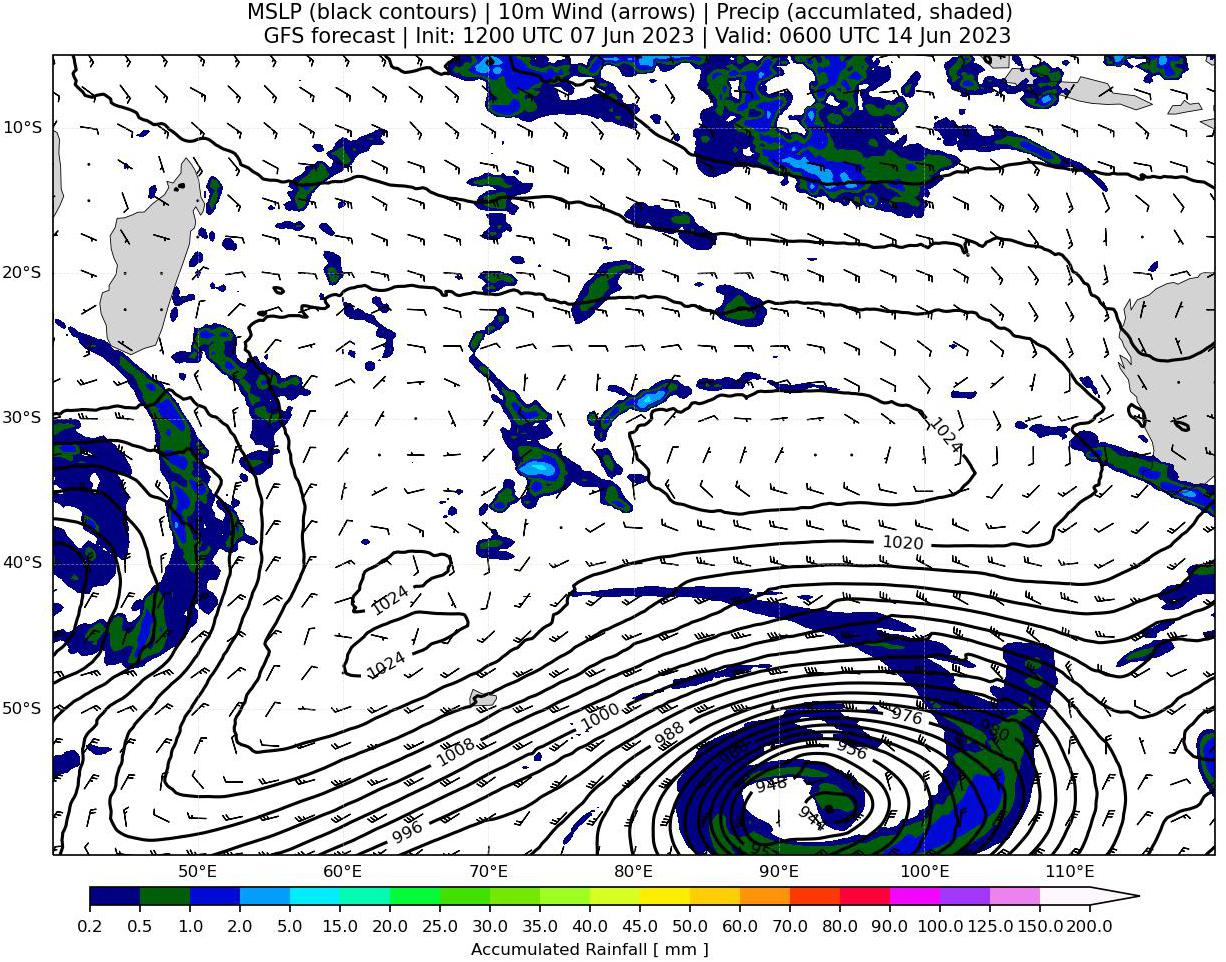 MSLP (black contours) | 10m Wind (arrows) | Precip (accumlated, shaded)
GFS forecast | Init: 1200 UTC 07 Jun 2023 | Valid: 0600 UTC 14 Jun 2023
10°S
20°S
30°S
1024
1020
40°S
1024
1024
50°S
1000
976
988
1008
956
948
944
996
50°E
60°E
70°E
80°E
90°E
100°E
110°E
0.2 0.5 1.0 2.0 5.0 10.0 15.0 20.0 25.0 30.0 35.0 40.0 45.0 50.0 60.0 70.0 80.0 90.0 100.0 125.0 150.0 200.0
Accumulated Rainfall [ mm ]